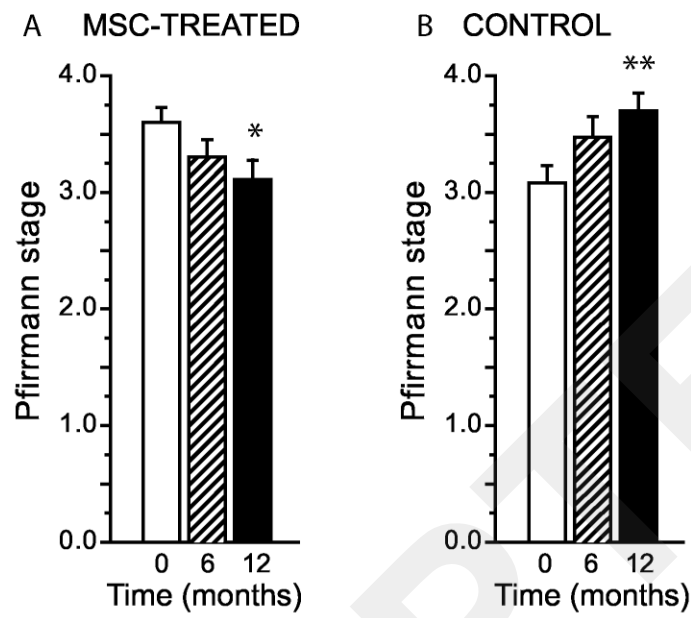 A MSC-TREATED
4.0
3.0
2.0
1.0
0.0
Pfirrmann stage
*
0 6 12
Time (months)
B CONTROL
4.0
3.0
2.0
1.0
0.0
Pfirrmann stage
**
0 6 12
Time (months)